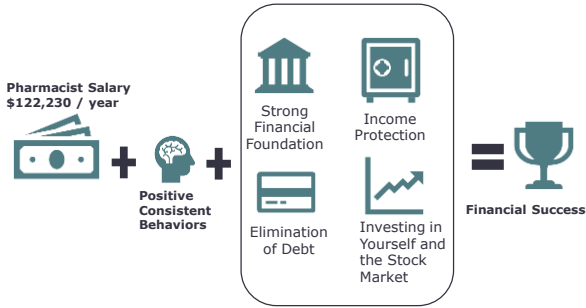 Pharmacist Salary
$122,230 / year
Positive
Consistent
Behaviors
Strong
Financial
Foundation
Income
Protection
Elimination
of Debt
Investing in
Yourself and
the Stock
Market
Financial Success